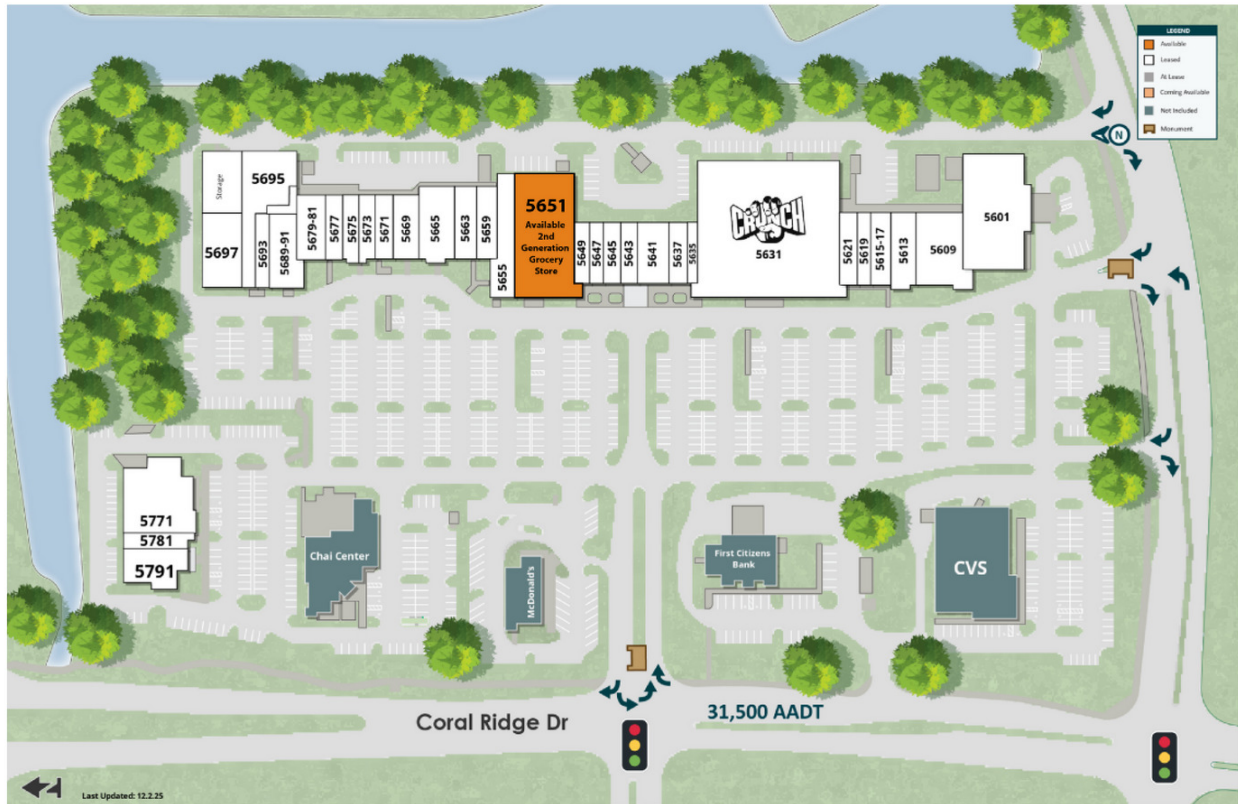 LEGEND
Available
Leased
At Lease
Coming Available
Not Included
Monument
N
Storage
5695
5697
5693
5689-91
5679-81
5677
5675
5673
5671
5669
5665
5663
5659
5655
5651
Available
2nd
Generation
Grocery
Store
5649
5647
5645
5643
5641
5637
5635
CRUNCH
5631
5621
5619
5615-17
5613
5609
5601
5771
5781
5791
Chai Center
McDonald's
First Citizens
Bank
CVS
Coral Ridge Dr
31,500 AADT
Last Updated: 12.2.25